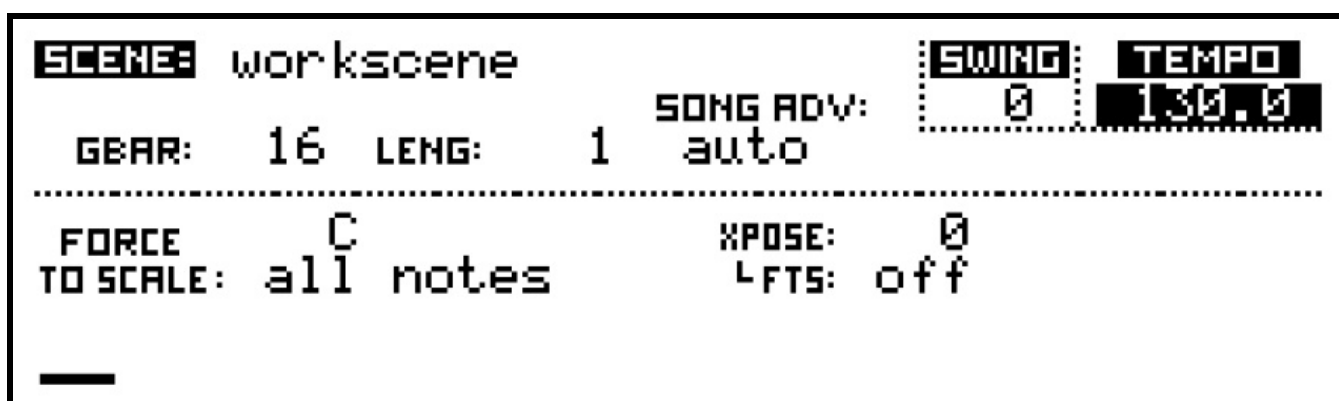 SCENE: workscene SWING TEMPO
SONG ADV: 0 130.0
GBAR: 16 LENG: 1 auto
FORCE C XPOSE: 0
TO SCALE: all notes FTS: off